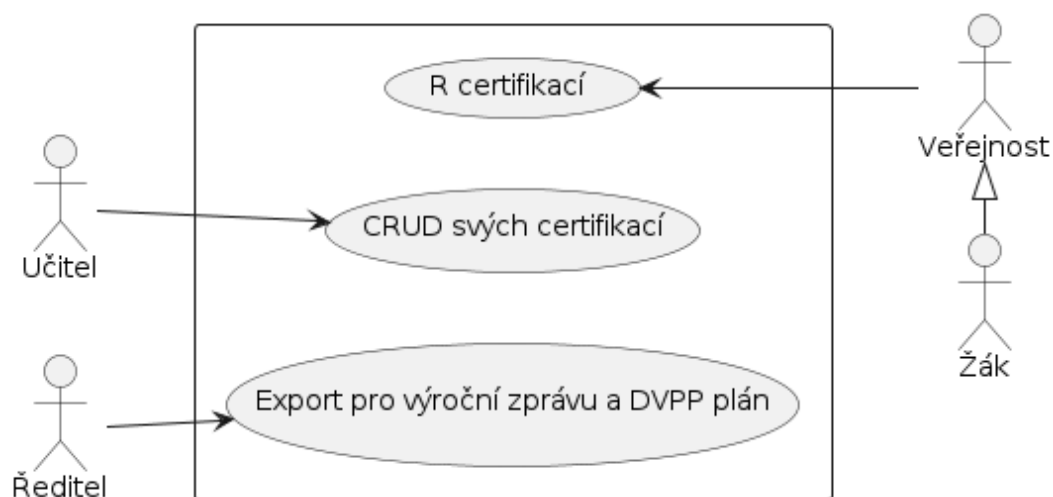 R certifikací
Veřejnost
CRUD svých certifikací
Učitel
Žák
Export pro výroční zprávu a DVPP plán
Ředitel